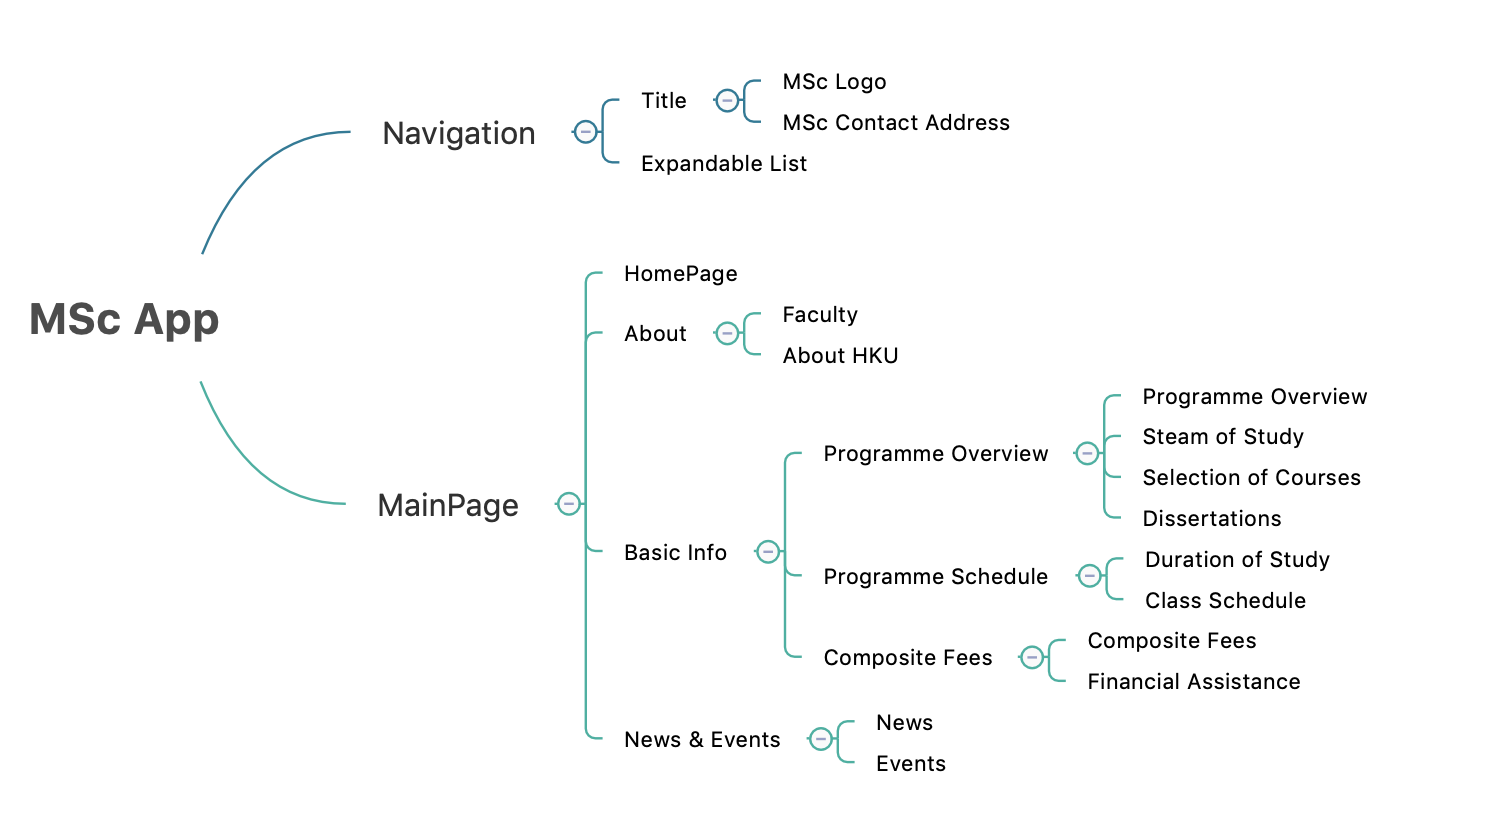 MSc App
Navigation
Title
MSc Logo
MSc Contact Address
Expandable List
MainPage
HomePage
About
Faculty
About HKU
Basic Info
Programme Overview
Programme Overview
Steam of Study
Selection of Courses
Dissertations
Programme Schedule
Duration of Study
Class Schedule
Composite Fees
Composite Fees
Financial Assistance
News & Events
News
Events